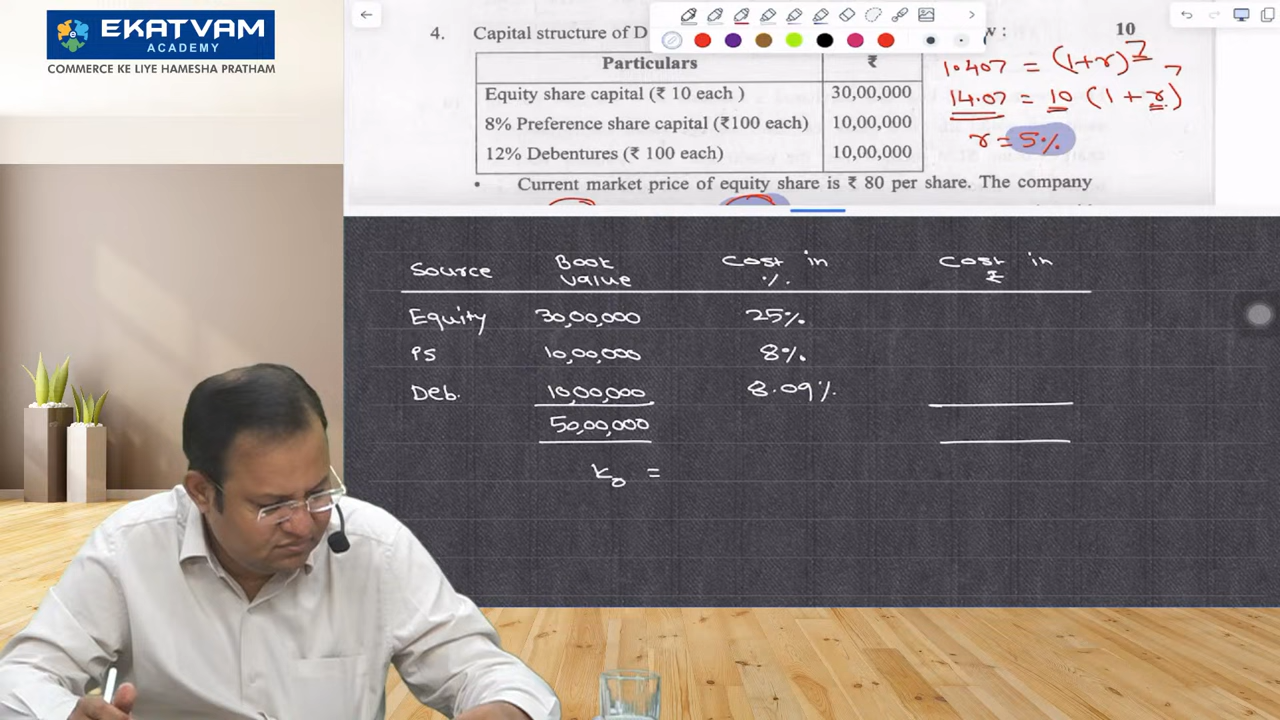 EKATVAM
ACADEMY
COMMERCE KE LIYE HAMESHA PRATHAM
4. Capital structure of D w : 10
Particulars ₹
Equity share capital (₹ 10 each ) 30,00,000
8% Preference share capital (₹100 each) 10,00,000
12% Debentures (₹ 100 each) 10,00,000
• Current market price of equity share is ₹ 80 per share. The company
1.0407 = (1+r)7
14.07 = 10 (1 + r)7
r = 5%
Source Book value Cost in %. Cost in ₹
Equity 30,00,000 25%
PS 10,00,000 8%
Deb. 10,00,000 8.09%
50,00,000
Ko =